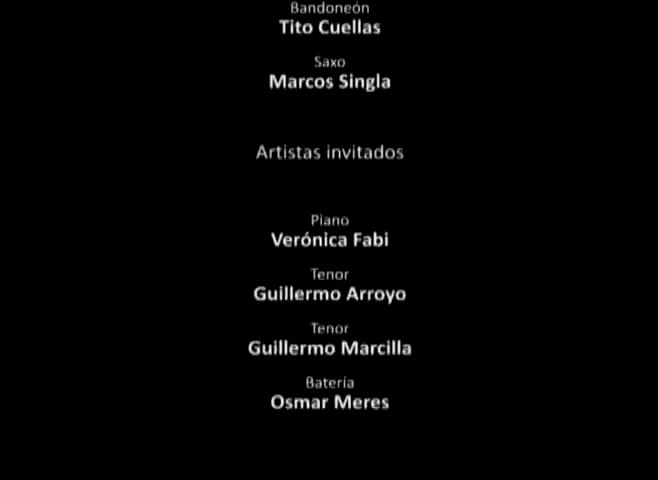 Bandoneón
Tito Cuellas
Saxo
Marcos Singla
Artistas invitados
Piano
Verónica Fabi
Tenor
Guillermo Arroyo
Tenor
Guillermo Marcilla
Batería
Osmar Meres